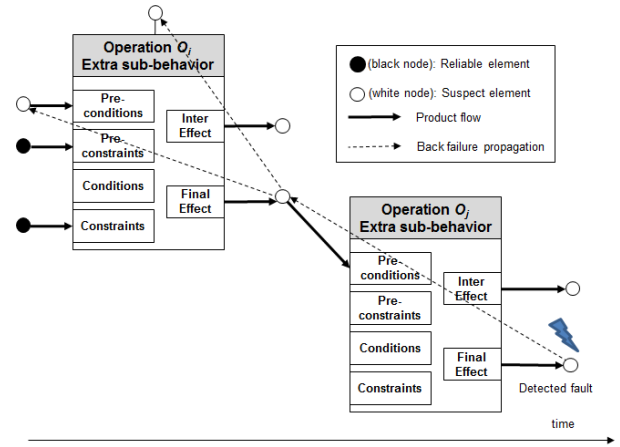 Operation Oj
Extra sub-behavior
Pre-
conditions
Pre-
constraints
Conditions
Constraints
Inter
Effect
Final
Effect
(black node): Reliable element
(white node): Suspect element
Product flow
Back failure propagation
Operation Oj
Extra sub-behavior
Pre-
conditions
Pre-
constraints
Conditions
Constraints
Inter
Effect
Final
Effect
Detected fault
time